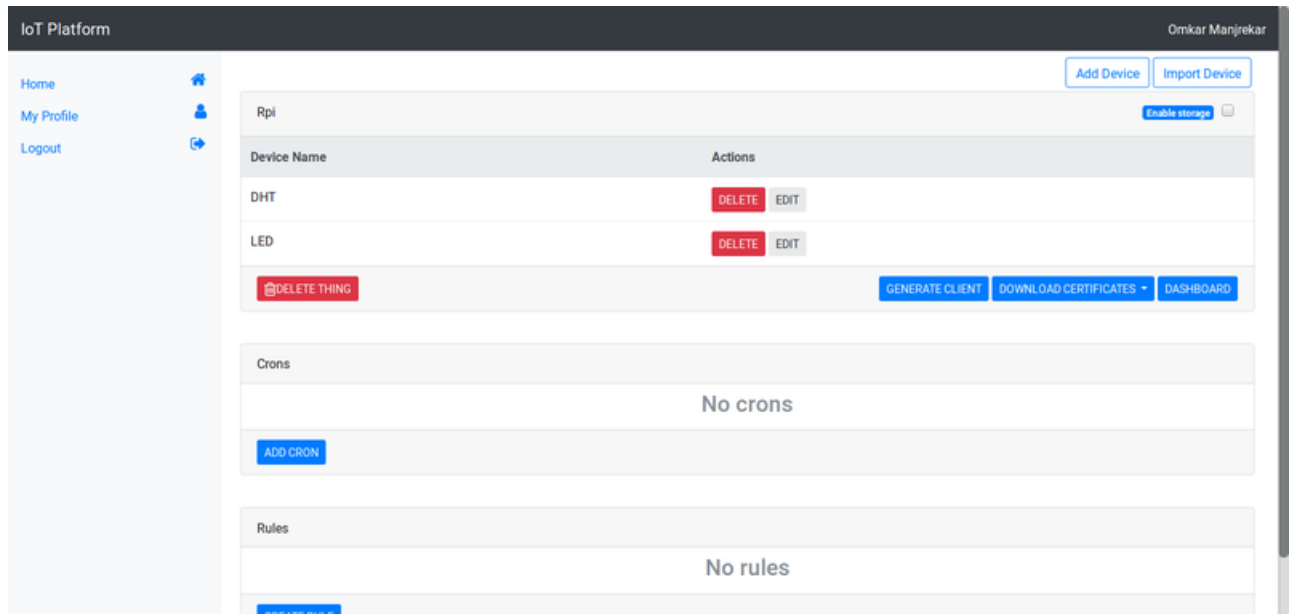 IoT Platform
Omkar Manjrekar
Home
My Profile
Logout
Add Device Import Device
Rpi
Enable storage
Device Name Actions
DHT DELETE EDIT
LED DELETE EDIT
DELETE THING
GENERATE CLIENT DOWNLOAD CERTIFICATES DASHBOARD
Crons
No crons
ADD CRON
Rules
No rules
CREATE RULE